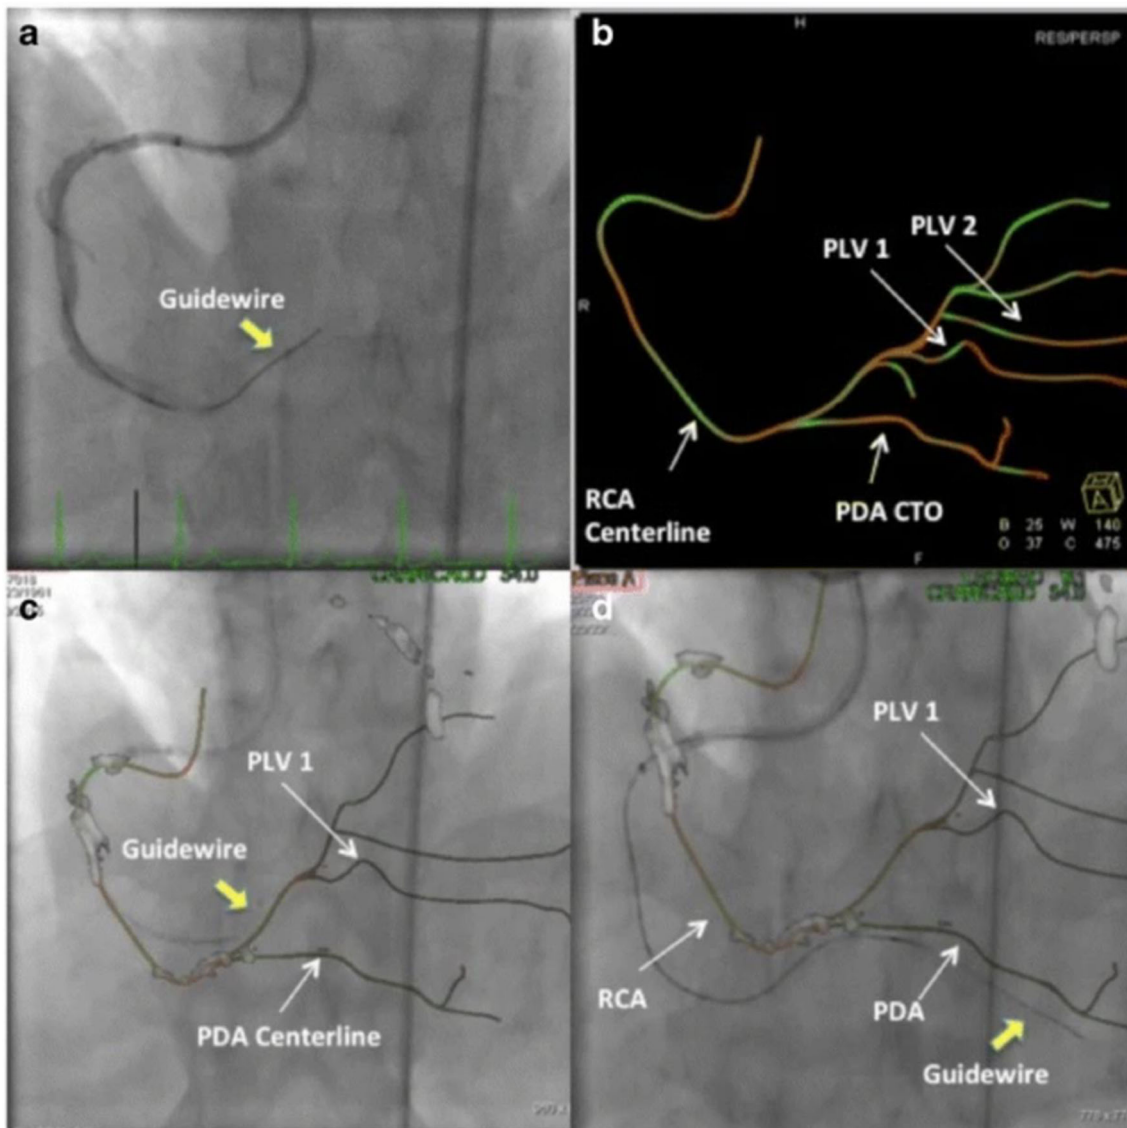 a
Guidewire
b
H
RES/PERSP
PLV 2
PLV 1
R
RCA
Centerline
PDA CTO
A
B 25 W 140
O 37 C 475
F
c
PLV 1
Guidewire
PDA Centerline
d
PLV 1
RCA
PDA
Guidewire